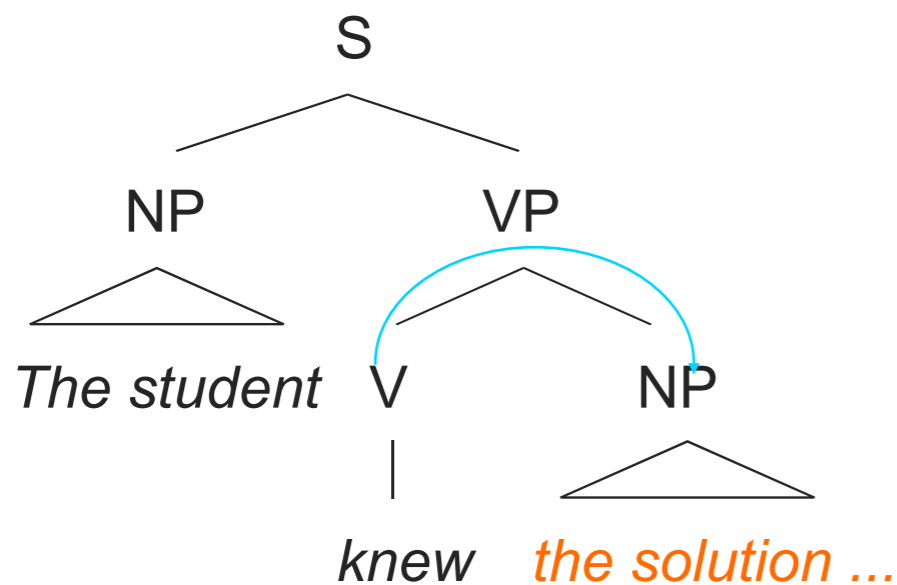 S
NP VP
The student V NP
knew the solution ...